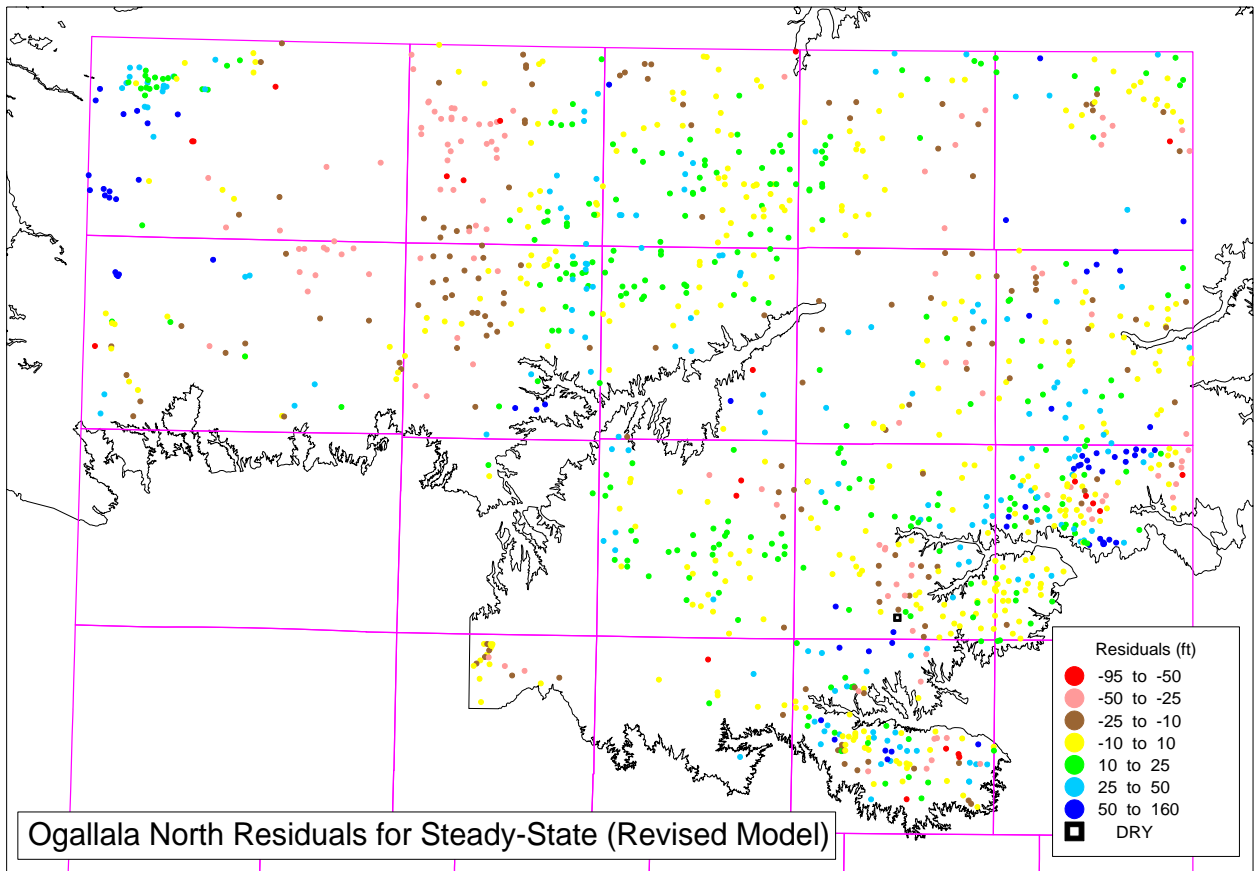 Residuals (ft)
-95 to -50
-50 to -25
-25 to -10
-10 to 10
10 to 25
25 to 50
50 to 160
DRY
Ogallala North Residuals for Steady-State (Revised Model)